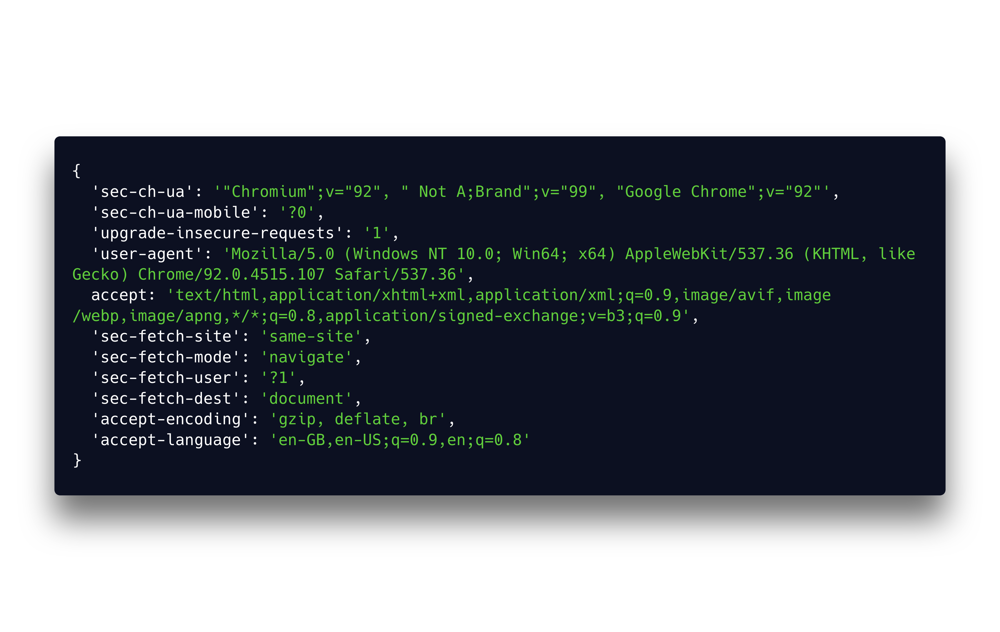 {
  'sec-ch-ua': '"Chromium";v="92", " Not A;Brand";v="99", "Google Chrome";v="92"',
  'sec-ch-ua-mobile': '?0',
  'upgrade-insecure-requests': '1',
  'user-agent': 'Mozilla/5.0 (Windows NT 10.0; Win64; x64) AppleWebKit/537.36 (KHTML, like
Gecko) Chrome/92.0.4515.107 Safari/537.36',
  accept: 'text/html,application/xhtml+xml,application/xml;q=0.9,image/avif,image
/webp,image/apng,*/*;q=0.8,application/signed-exchange;v=b3;q=0.9',
  'sec-fetch-site': 'same-site',
  'sec-fetch-mode': 'navigate',
  'sec-fetch-user': '?1',
  'sec-fetch-dest': 'document',
  'accept-encoding': 'gzip, deflate, br',
  'accept-language': 'en-GB,en-US;q=0.9,en;q=0.8'
}